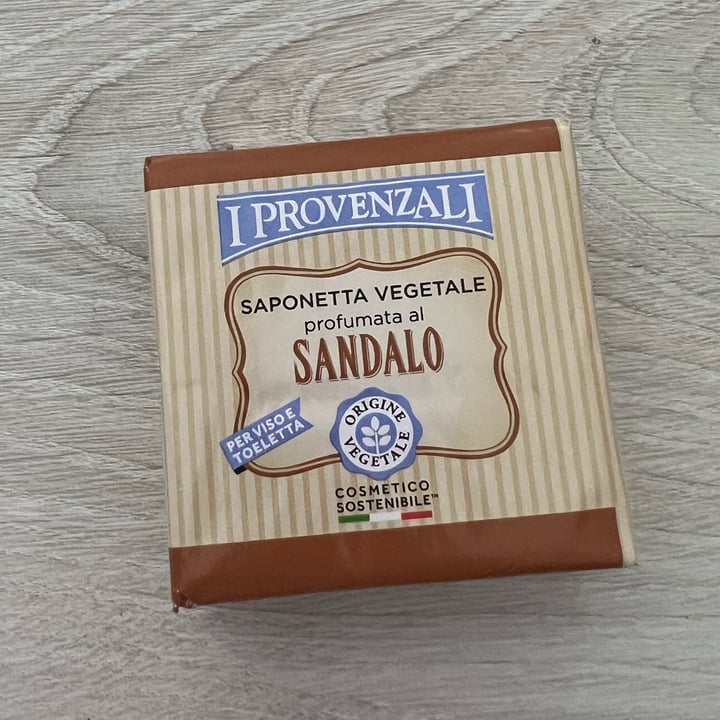 I PROVENZALI
SAPONETTA VEGETALE
profumata al
SANDALO
PER VISO E
TOELETTA
ORIGINE
VEGETALE
COSMETICO
SOSTENIBILE™